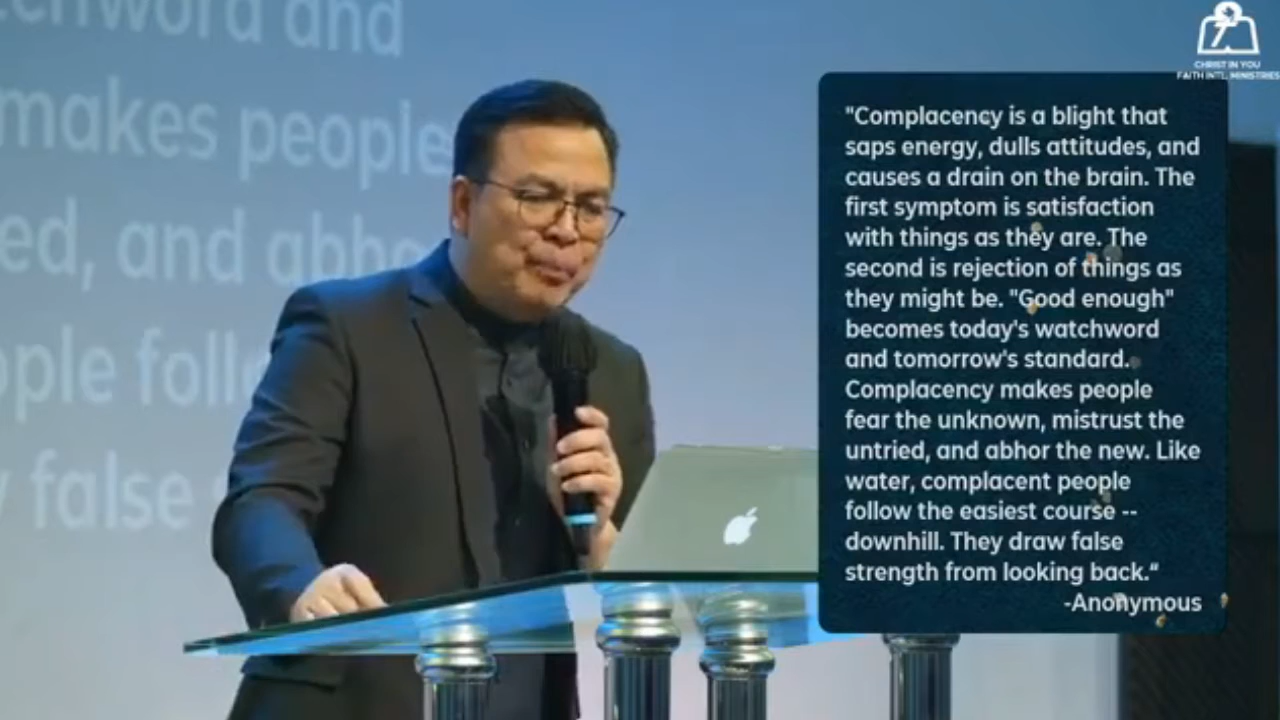 chword and
makes people
ed, and abho
ople follo
false
CHRIST IN YOU
FAITH INT'L. MINISTRIES
"Complacency is a blight that
saps energy, dulls attitudes, and
causes a drain on the brain. The
first symptom is satisfaction
with things as they are. The
second is rejection of things as
they might be. "Good enough"
becomes today's watchword
and tomorrow's standard.
Complacency makes people
fear the unknown, mistrust the
untried, and abhor the new. Like
water, complacent people
follow the easiest course --
downhill. They draw false
strength from looking back.“
-Anonymous